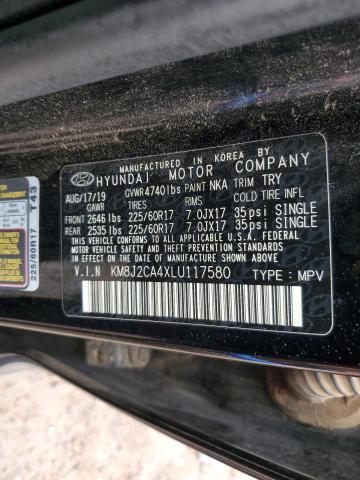 MANUFACTURED IN KOREA BY
HYUNDAI MOTOR COMPANY
AUG/17/19 GVWR 4740 lbs PAINT NKA TRIM TRY
GAWR TIRES RIMS COLD TIRE INFL
FRONT 2646 lbs 225/60R17 7.0JX17 35psi SINGLE
REAR 2535 lbs 225/60R17 7.0JX17 35psi SINGLE
THIS VEHICLE CONFORMS TO ALL APPLICABLE U.S. FEDERAL
MOTOR VEHICLE SAFETY, BUMPER, AND THEFT PREVENTION STANDARDS
IN EFFECT ON THE DATE OF MANUFACTURE SHOWN ABOVE.
V.I.N KM8J2CA4XLU117580 TYPE : MPV
225/60R17 T43